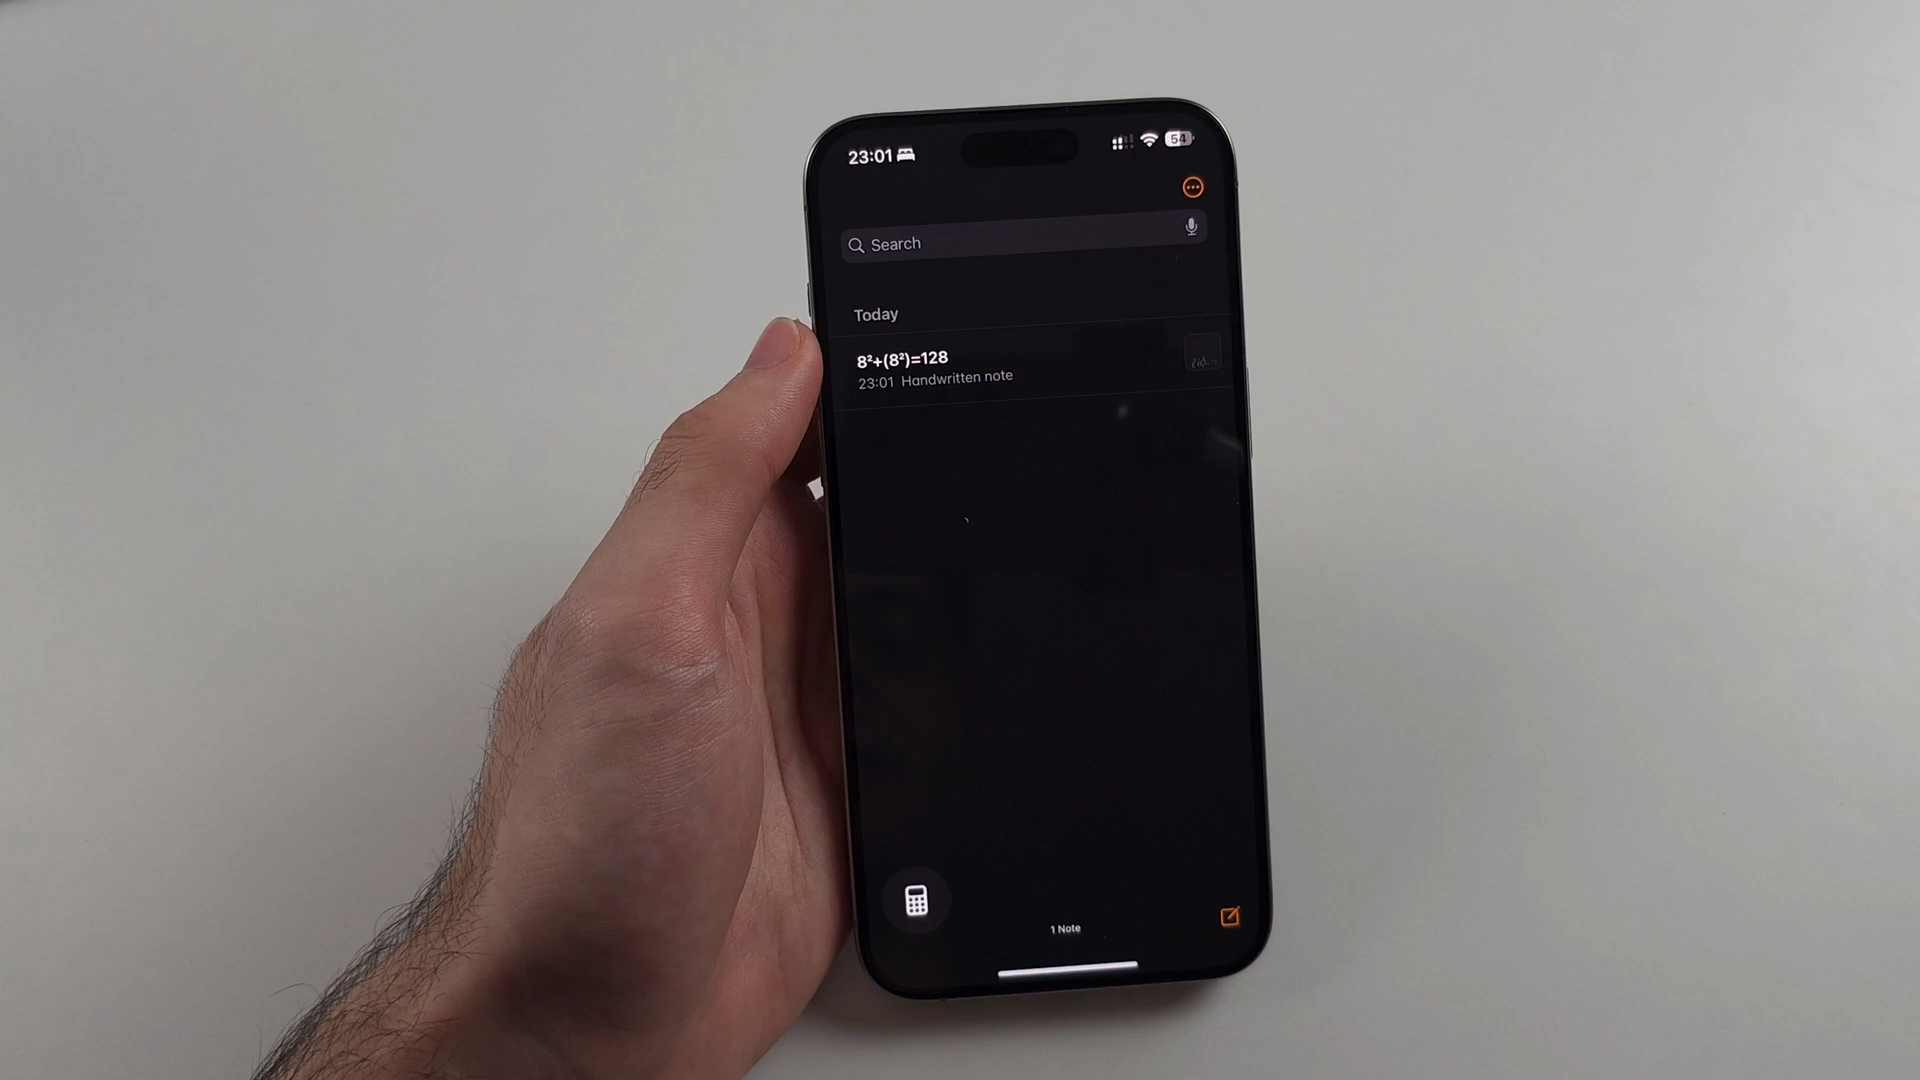 23:01 54
Search
Today
8²+(8²)=128
23:01 Handwritten note
1 Note